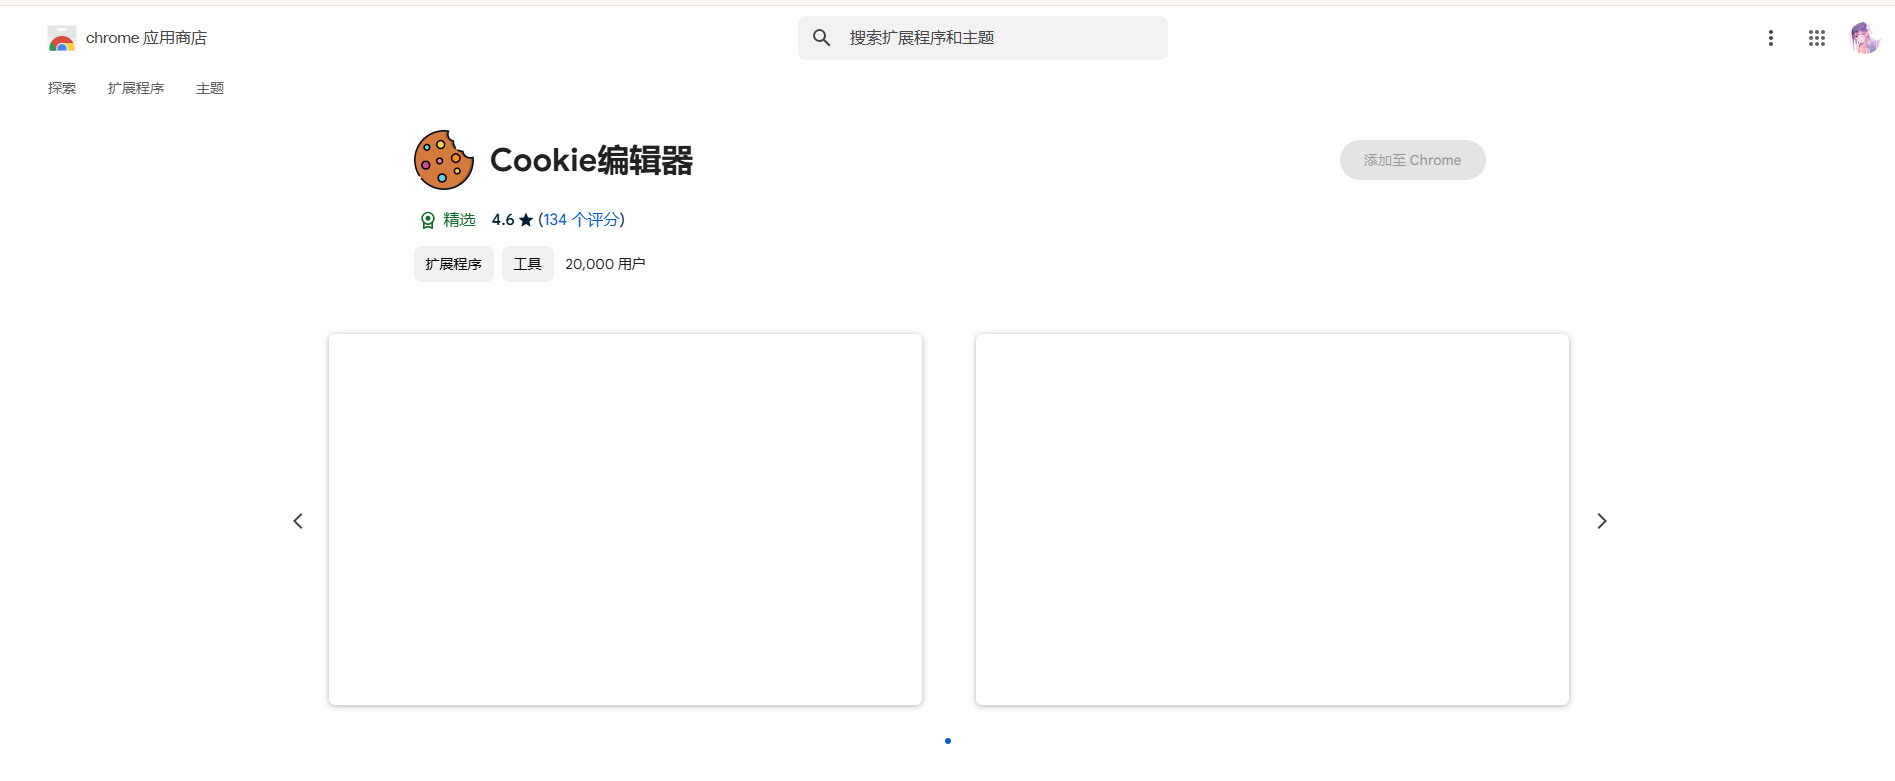 chrome 应用商店
搜索扩展程序和主题
探索 扩展程序 主题
Cookie编辑器
添加至 Chrome
精选 4.6 ★ (134 个评分)
扩展程序 工具 20,000 用户